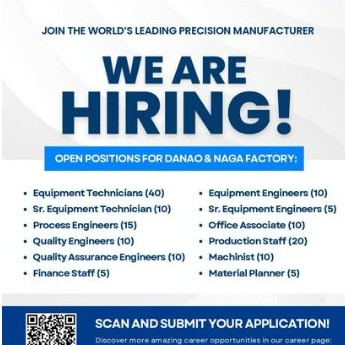 JOIN THE WORLD'S LEADING PRECISION MANUFACTURER
WE ARE
HIRING!
OPEN POSITIONS FOR DANAO & NAGA FACTORY:
• Equipment Technicians (40)
• Sr. Equipment Technician (10)
• Process Engineers (15)
• Quality Engineers (10)
• Quality Assurance Engineers (10)
• Finance Staff (5)
• Equipment Engineers (10)
• Sr. Equipment Engineers (5)
• Office Associate (10)
• Production Staff (20)
• Machinist (10)
• Material Planner (5)
SCAN AND SUBMIT YOUR APPLICATION!
Discover more amazing career opportunities in our career page: